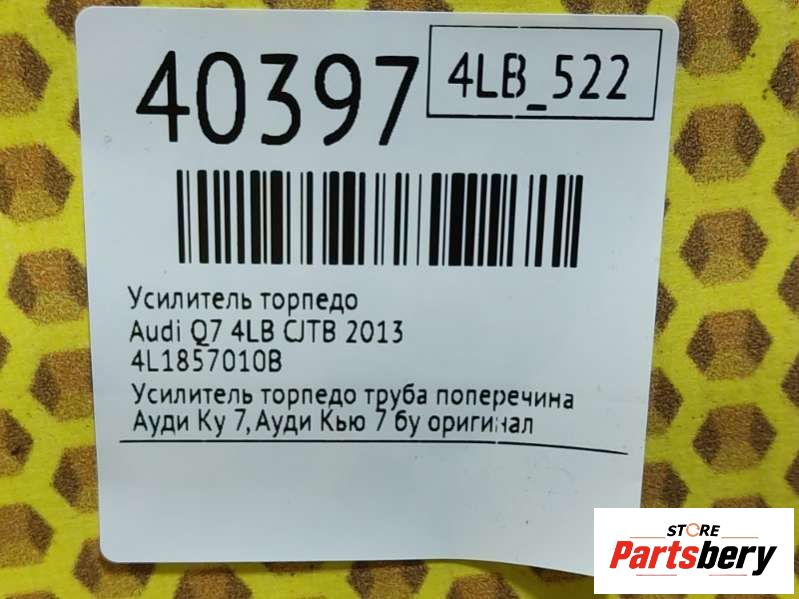 40397
4LB_522
Усилитель торпедо
Audi Q7 4LB CJTB 2013
4L1857010B
Усилитель торпедо труба поперечина
Ауди Ку 7,Ауди Кью 7 бу оригинал
STORE
Partsbery